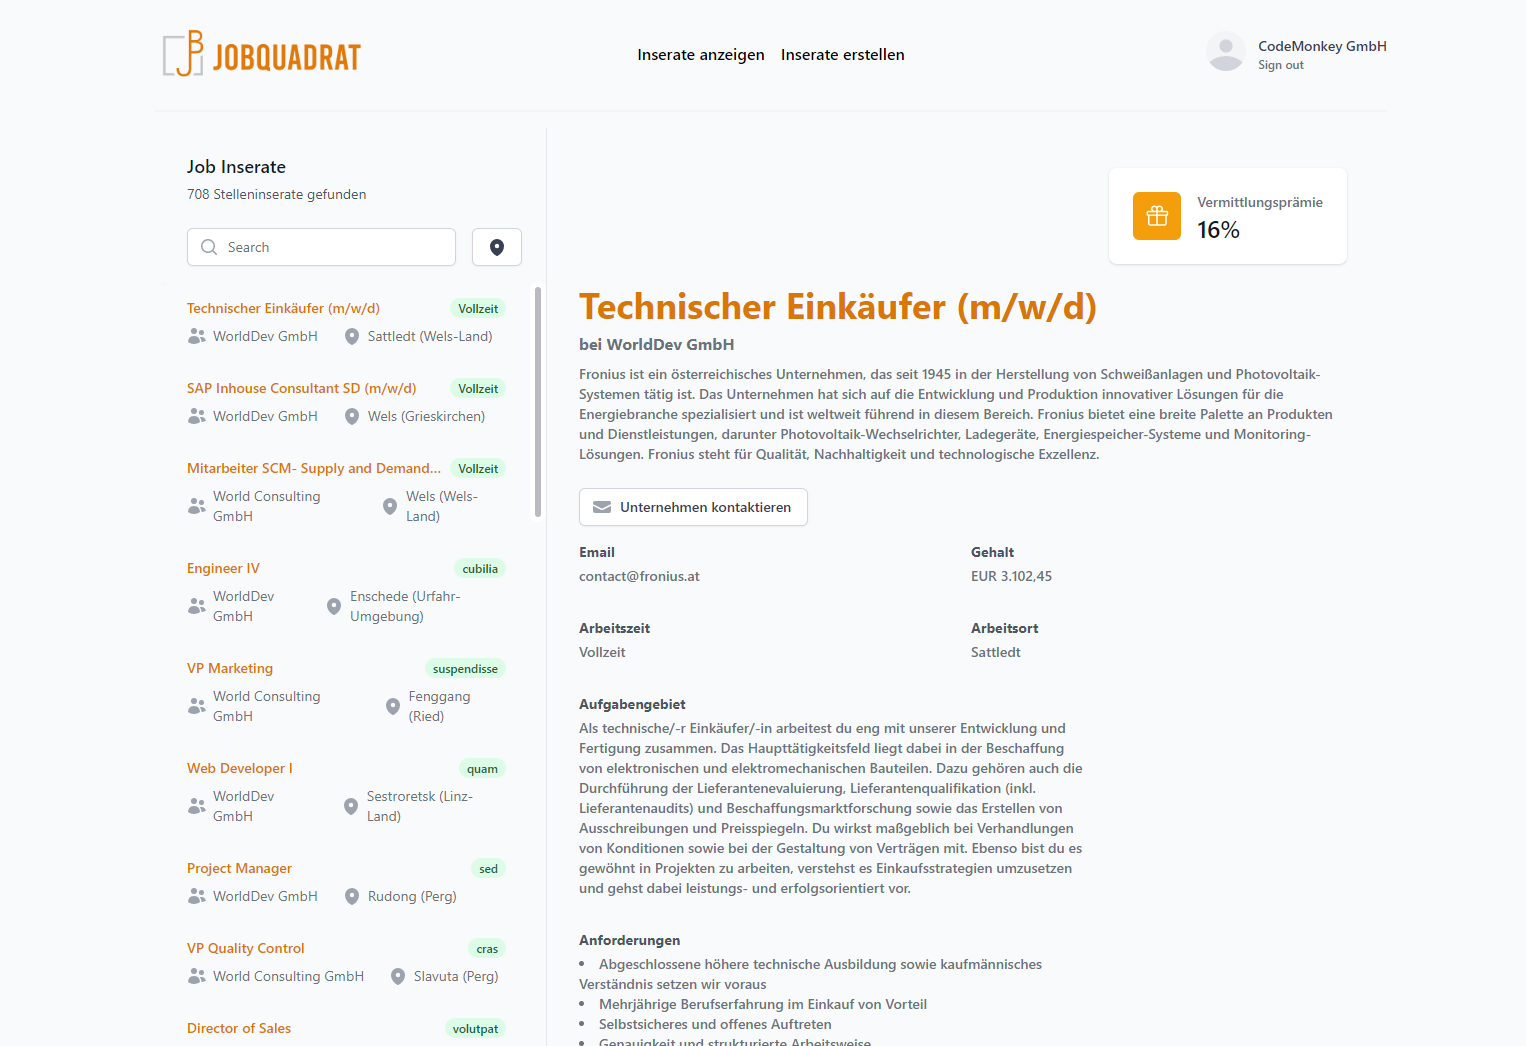 JOBQUADRAT
Inserate anzeigen
Inserate erstellen
CodeMonkey GmbH
Sign out
Job Inserate
708 Stelleninserate gefunden
Search
Technischer Einkäufer (m/w/d)
Vollzeit
WorldDev GmbH
Sattledt (Wels-Land)
SAP Inhouse Consultant SD (m/w/d)
Vollzeit
WorldDev GmbH
Wels (Grieskirchen)
Mitarbeiter SCM- Supply and Demand...
Vollzeit
World Consulting
GmbH
Wels (Wels-
Land)
Engineer IV
cubilia
WorldDev
GmbH
Enschede (Urfahr-
Umgebung)
VP Marketing
suspendisse
World Consulting
GmbH
Fenggang
(Ried)
Web Developer I
quam
WorldDev
GmbH
Sestroretsk (Linz-
Land)
Project Manager
sed
WorldDev GmbH
Rudong (Perg)
VP Quality Control
cras
World Consulting GmbH
Slavuta (Perg)
Director of Sales
volutpat
Vermittlungsprämie
16%
Technischer Einkäufer (m/w/d)
bei WorldDev GmbH
Fronius ist ein österreichisches Unternehmen, das seit 1945 in der Herstellung von Schweißanlagen und Photovoltaik-
Systemen tätig ist. Das Unternehmen hat sich auf die Entwicklung und Produktion innovativer Lösungen für die
Energiebranche spezialisiert und ist weltweit führend in diesem Bereich. Fronius bietet eine breite Palette an Produkten
und Dienstleistungen, darunter Photovoltaik-Wechselrichter, Ladegeräte, Energiespeicher-Systeme und Monitoring-
Lösungen. Fronius steht für Qualität, Nachhaltigkeit und technologische Exzellenz.
Unternehmen kontaktieren
Email
contact@fronius.at
Gehalt
EUR 3.102,45
Arbeitszeit
Vollzeit
Arbeitsort
Sattledt
Aufgabengebiet
Als technische/-r Einkäufer/-in arbeitest du eng mit unserer Entwicklung und
Fertigung zusammen. Das Haupttätigkeitsfeld liegt dabei in der Beschaffung
von elektronischen und elektromechanischen Bauteilen. Dazu gehören auch die
Durchführung der Lieferantenevaluierung, Lieferantenqualifikation (inkl.
Lieferantenaudits) und Beschaffungsmarktforschung sowie das Erstellen von
Ausschreibungen und Preisspiegeln. Du wirkst maßgeblich bei Verhandlungen
von Konditionen sowie bei der Gestaltung von Verträgen mit. Ebenso bist du es
gewöhnt in Projekten zu arbeiten, verstehst es Einkaufsstrategien umzusetzen
und gehst dabei leistungs- und erfolgsorientiert vor.
Anforderungen
• Abgeschlossene höhere technische Ausbildung sowie kaufmännisches
Verständnis setzen wir voraus
• Mehrjährige Berufserfahrung im Einkauf von Vorteil
• Selbstsicheres und offenes Auftreten
• Genauigkeit und strukturierte Arbeitsweise